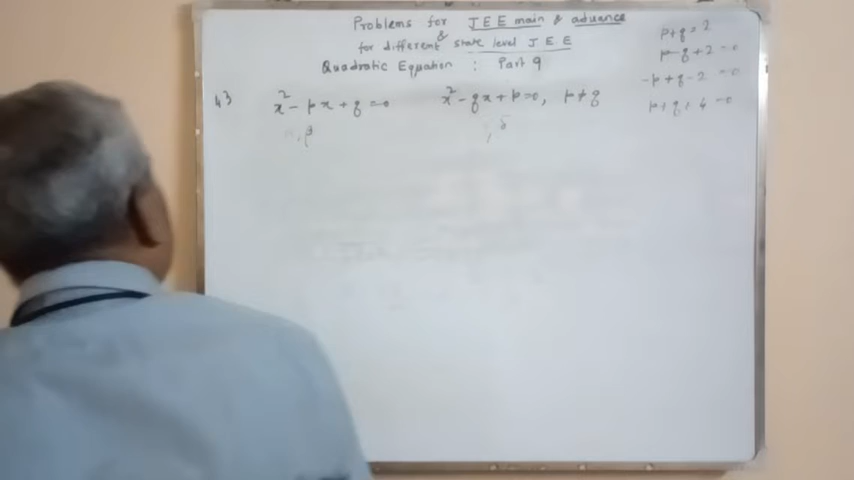 Problems for JEE main & advance
&
for different state level JEE
Quadratic Equation : Part 9
p+q=2
p-q+2=0
-p+q-2=0
p+q+4=0
43 x² - px + q = 0 x² - qx + p = 0, p≠q
, β , δ